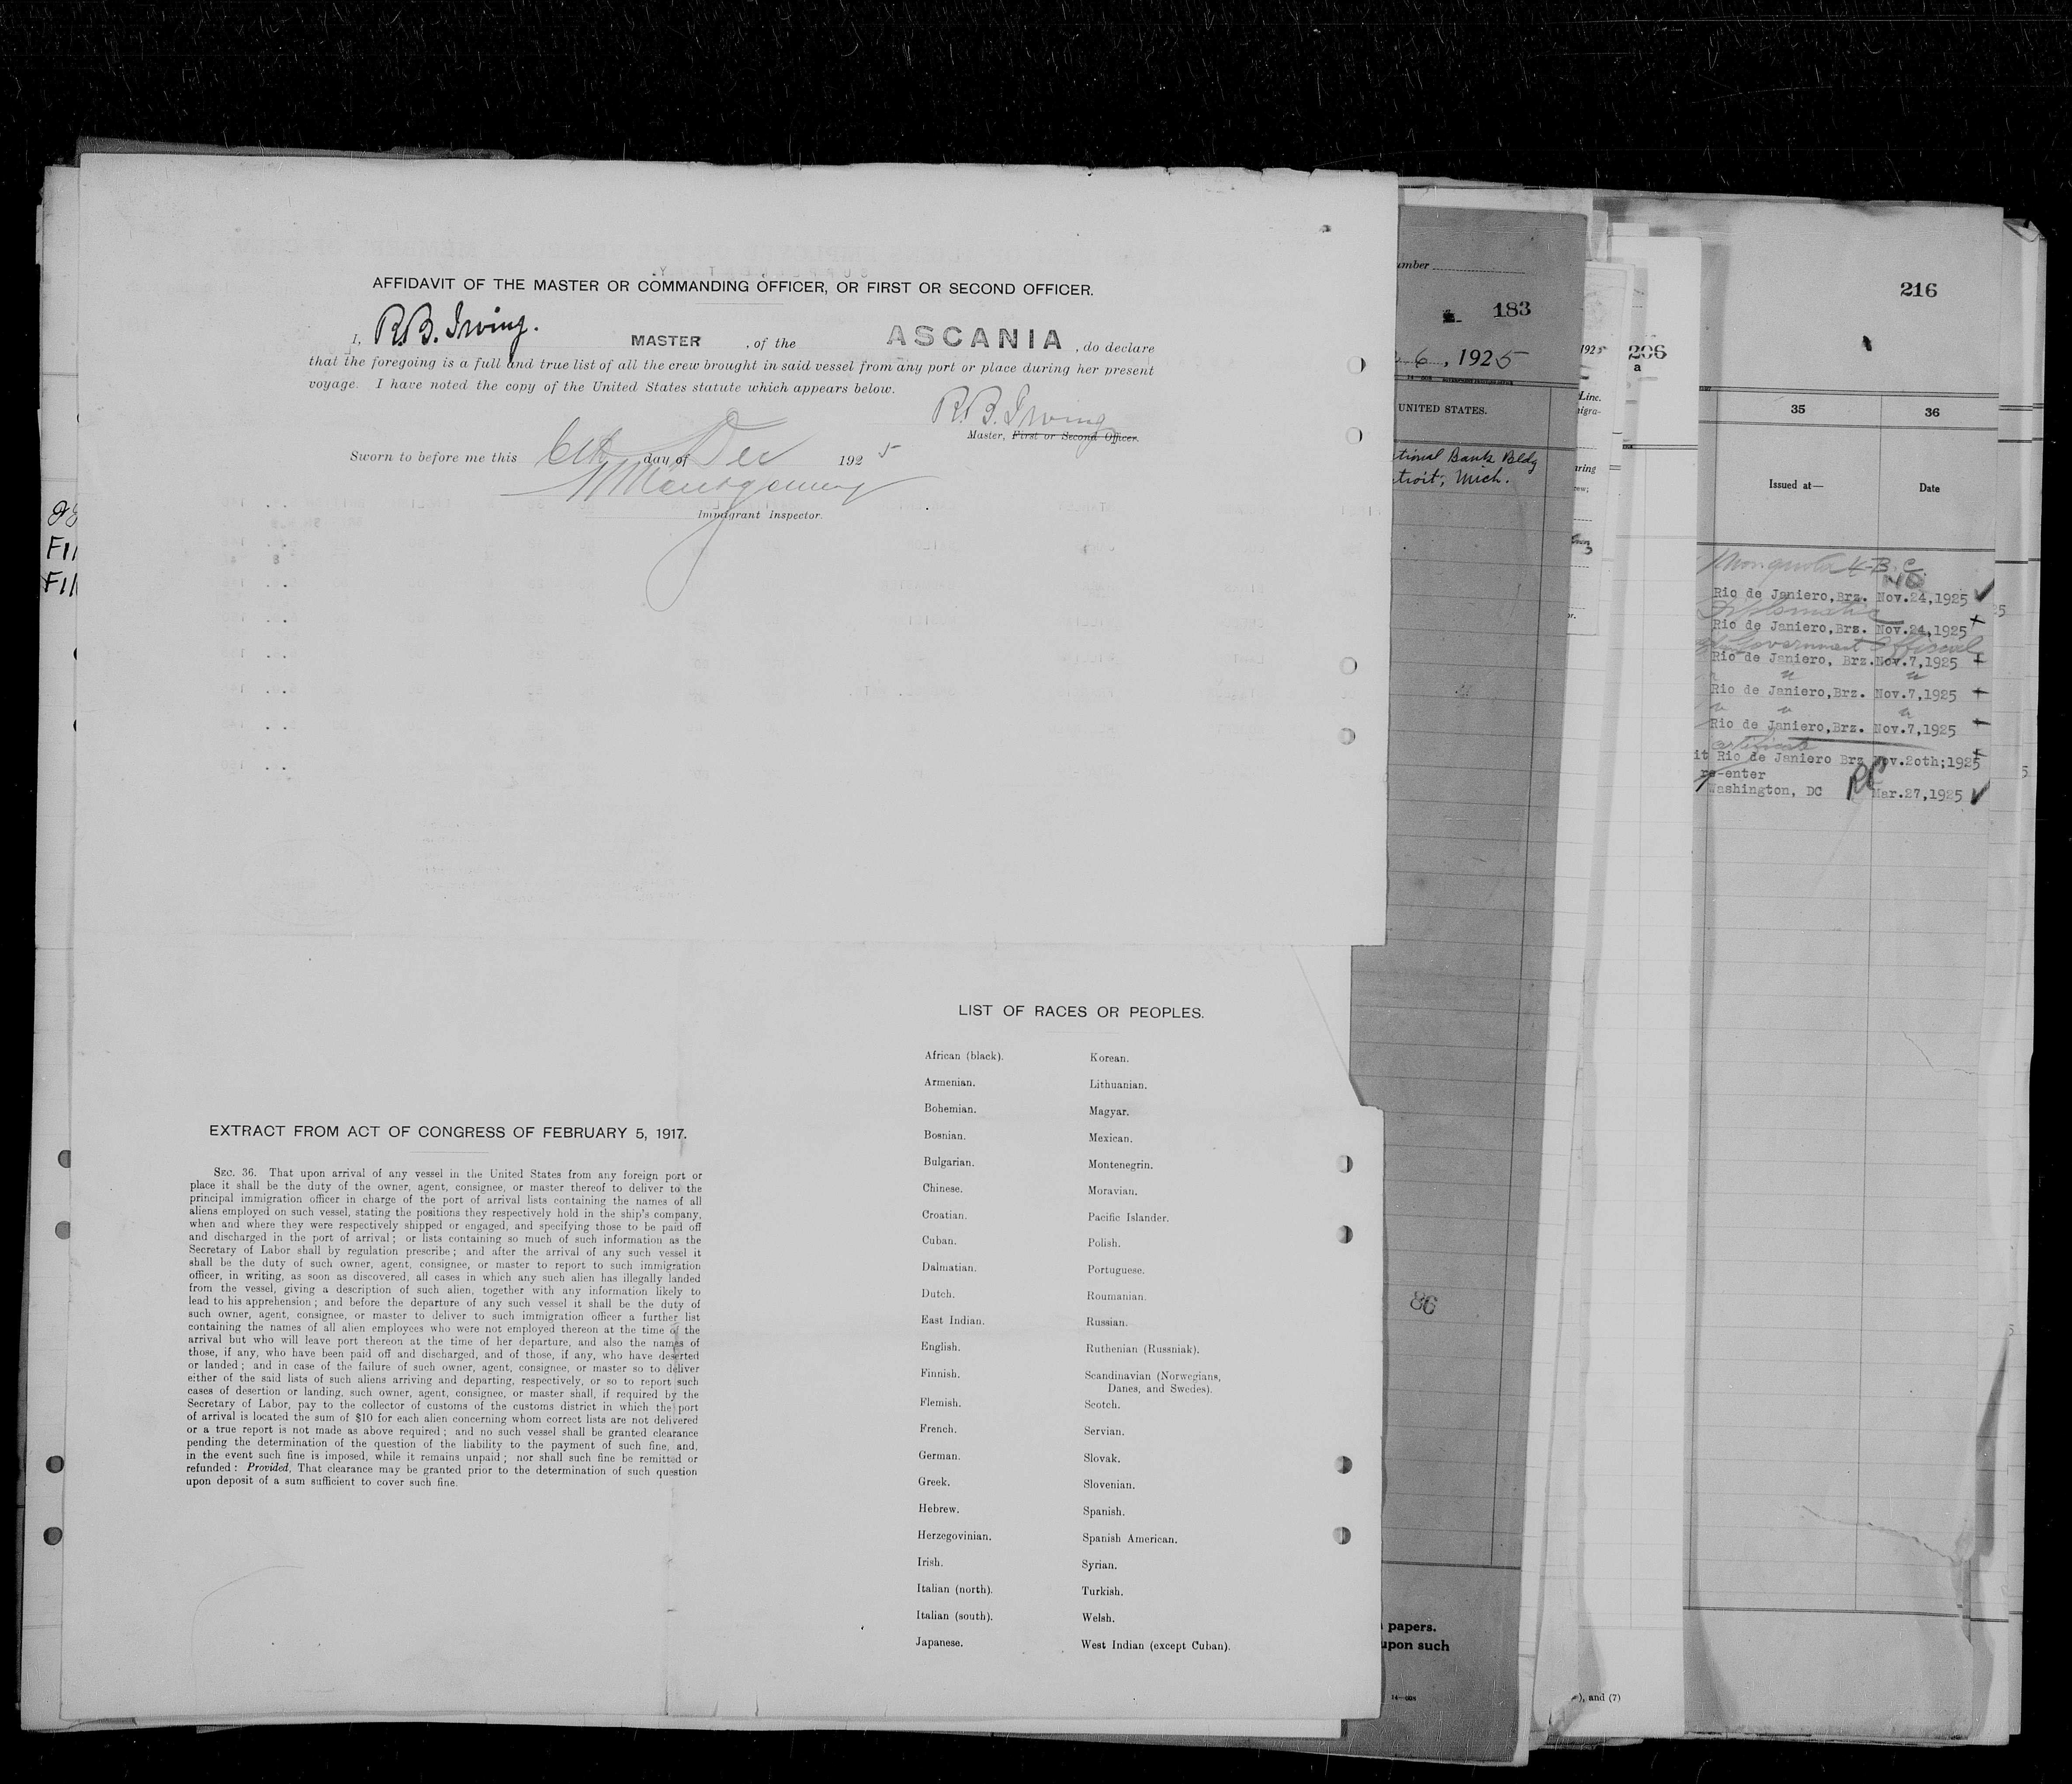 AFFIDAVIT OF THE MASTER OR COMMANDING OFFICER, OR FIRST OR SECOND OFFICER.
I, R.B. Irving. MASTER, of the ASCANIA, do declare
that the foregoing is a full and true list of all the crew brought in said vessel from any port or place during her present
voyage. I have noted the copy of the United States statute which appears below.
R.B. Irving
Master, First or Second Officer.
Sworn to before me this 6th day of Dec 1925
Montgomery
Immigrant Inspector.
EXTRACT FROM ACT OF CONGRESS OF FEBRUARY 5, 1917.
SEC. 36. That upon arrival of any vessel in the United States from any foreign port or
place it shall be the duty of the owner, agent, consignee, or master thereof to deliver to the
principal immigration officer in charge of the port of arrival lists containing the names of all
aliens employed on such vessel, stating the positions they respectively hold in the ship's company,
when and where they were respectively shipped or engaged, and specifying those to be paid off
and discharged in the port of arrival; or lists containing so much of such information as the
Secretary of Labor shall by regulation prescribe; and after the arrival of any such vessel it
shall be the duty of such owner, agent, consignee, or master to report to such immigration
officer, in writing, as soon as discovered, all cases in which any such alien has illegally landed
from the vessel, giving a description of such alien, together with any information likely to
lead to his apprehension; and before the departure of any such vessel it shall be the duty of
such owner, agent, consignee, or master to deliver to such immigration officer a further list
containing the names of all alien employees who were not employed thereon at the time of the
arrival but who will leave port thereon at the time of her departure, and also the names of
those, if any, who have been paid off and discharged, and of those, if any, who have deserted
or landed; and in case of the failure of such owner, agent, consignee, or master so to deliver
either of the said lists of such aliens arriving and departing, respectively, or so to report such
cases of desertion or landing, such owner, agent, consignee, or master shall, if required by the
Secretary of Labor, pay to the collector of customs of the customs district in which the port
of arrival is located the sum of $10 for each alien concerning whom correct lists are not delivered
or a true report is not made as above required; and no such vessel shall be granted clearance
pending the determination of the question of the liability to the payment of such fine, and,
in the event such fine is imposed, while it remains unpaid; nor shall such fine be remitted or
refunded: Provided, That clearance may be granted prior to the determination of such question
upon deposit of a sum sufficient to cover such fine.
LIST OF RACES OR PEOPLES.
African (black).
Armenian.
Bohemian.
Bosnian.
Bulgarian.
Chinese.
Croatian.
Cuban.
Dalmatian.
Dutch.
East Indian.
English.
Finnish.
Flemish.
French.
German.
Greek.
Hebrew.
Herzegovinian.
Irish.
Italian (north).
Italian (south).
Japanese.
Korean.
Lithuanian.
Magyar.
Mexican.
Montenegrin.
Moravian.
Pacific Islander.
Polish.
Portuguese.
Roumanian.
Russian.
Ruthenian (Russniak).
Scandinavian (Norwegians,
Danes, and Swedes).
Scotch.
Servian.
Slovak.
Slovenian.
Spanish.
Spanish American.
Syrian.
Turkish.
Welsh.
West Indian (except Cuban).
umber
183
6, 1925
UNITED STATES.
tional Bank Bldg
troit, Mich.
86
papers.
upon such
1925
Line.
206
a
), and (7)
216
35 36
Issued at— Date
Rio de Janiero,Brz. Nov.24,1925
Diplomatic
Rio de Janiero,Brz. Nov.24,1925
Government Official
Rio de Janiero, Brz.Nov.7,1925
Rio de Janiero,Brz. Nov.7,1925
Rio de Janiero,Brz. Nov.7,1925
it Rio de Janiero Brz Nov.20th;1925
re-enter
Washington, DC Mar.27,1925